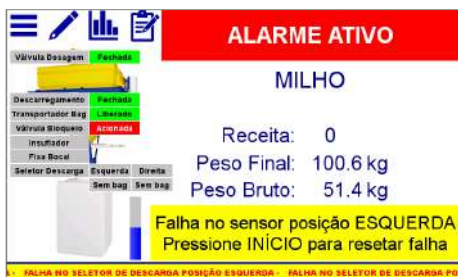 ALARME ATIVO
Válvula Dosagem Fechada
MILHO
Descarregamento Fechada
Transportador Bag Liberado
Válvula Bloqueio Acionada
Insuflador
Fixa Bocal
Seletor Descarga Esquerda Direita
Sem bag Sem bag
Receita: 0
Peso Final: 100.6 kg
Peso Bruto: 51.4 kg
Falha no sensor posição ESQUERDA
Pressione INÍCIO para resetar falha
A - FALHA NO SELETOR DE DESCARGA POSIÇÃO ESQUERDA - FALHA NO SELETOR DE DESCARGA PO